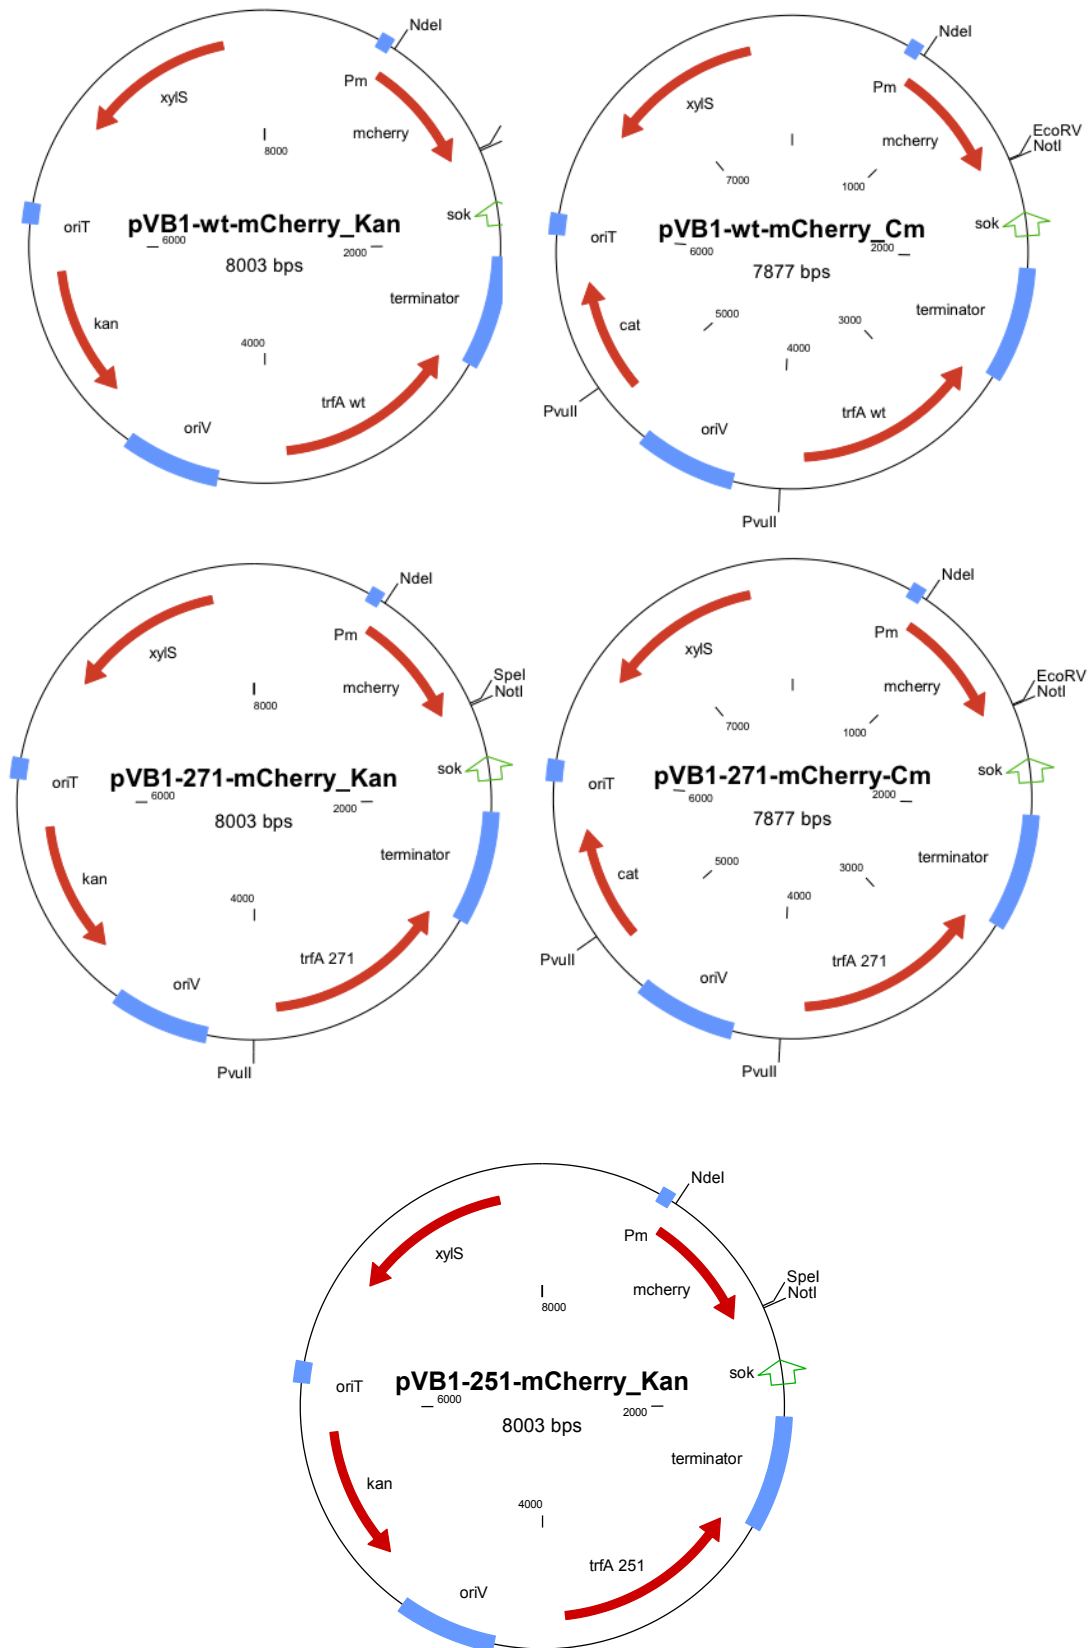 NdeI
Pm
xylS
mcherry
8000
sok
oriT
pVB1-wt-mCherry_Kan
6000
2000
8003 bps
terminator
kan
4000
trfA wt
oriV
NdeI
Pm
xylS
EcoRV
NotI
mcherry
7000
1000
sok
oriT
pVB1-wt-mCherry_Cm
6000
2000
7877 bps
terminator
cat
5000
3000
4000
PvuII
trfA wt
oriV
PvuII
NdeI
Pm
xylS
SpeI
NotI
mcherry
8000
sok
oriT
pVB1-271-mCherry_Kan
6000
2000
8003 bps
terminator
kan
4000
trfA 271
oriV
PvuII
NdeI
Pm
xylS
EcoRV
NotI
mcherry
7000
1000
sok
oriT
pVB1-271-mCherry-Cm
6000
2000
7877 bps
terminator
cat
5000
3000
4000
PvuII
trfA 271
oriV
PvuII
NdeI
Pm
xylS
SpeI
NotI
mcherry
8000
sok
oriT
pVB1-251-mCherry_Kan
6000
2000
8003 bps
terminator
kan
4000
trfA 251
oriV